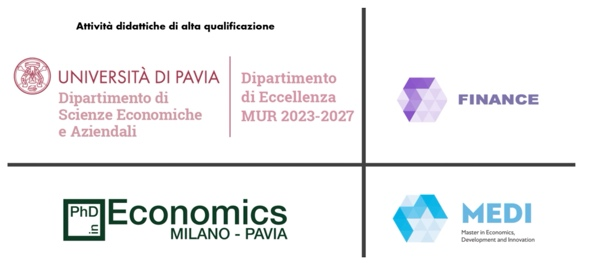 Attività didattiche di alta qualificazione
UNIVERSITÀ DI PAVIA
Dipartimento di
Scienze Economiche
e Aziendali
Dipartimento
di Eccellenza
MUR 2023-2027
FINANCE
PhD in Economics
MILANO - PAVIA
MEDI
Master in Economics,
Development and Innovation